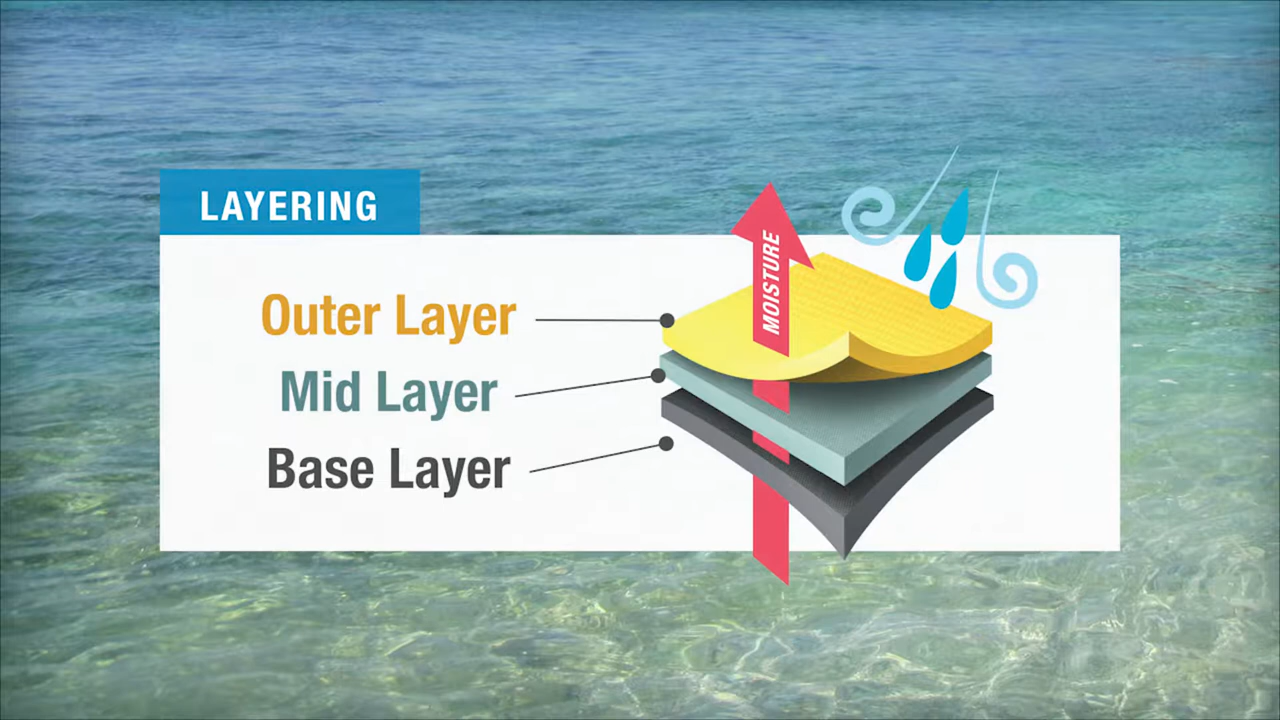 LAYERING
Outer Layer
Mid Layer
Base Layer
MOISTURE